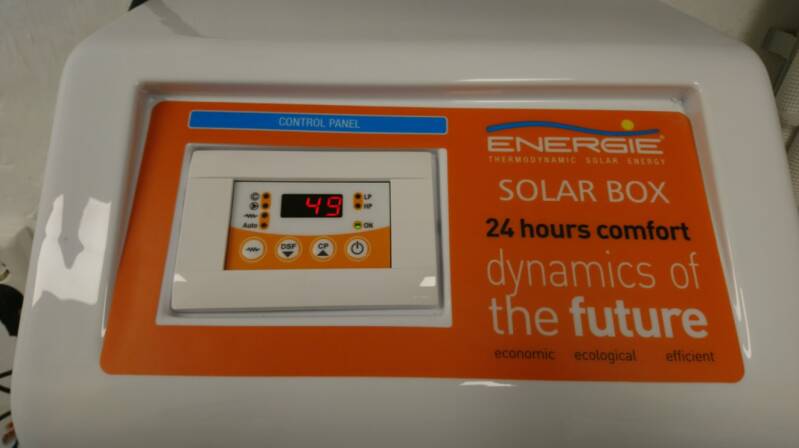 CONTROL PANEL
49
LP
HP
Auto
ON
DSF
CP
ENERGIE
THERMODYNAMIC SOLAR ENERGY
SOLAR BOX
24 hours comfort
dynamics of
the future
economic ecological efficient